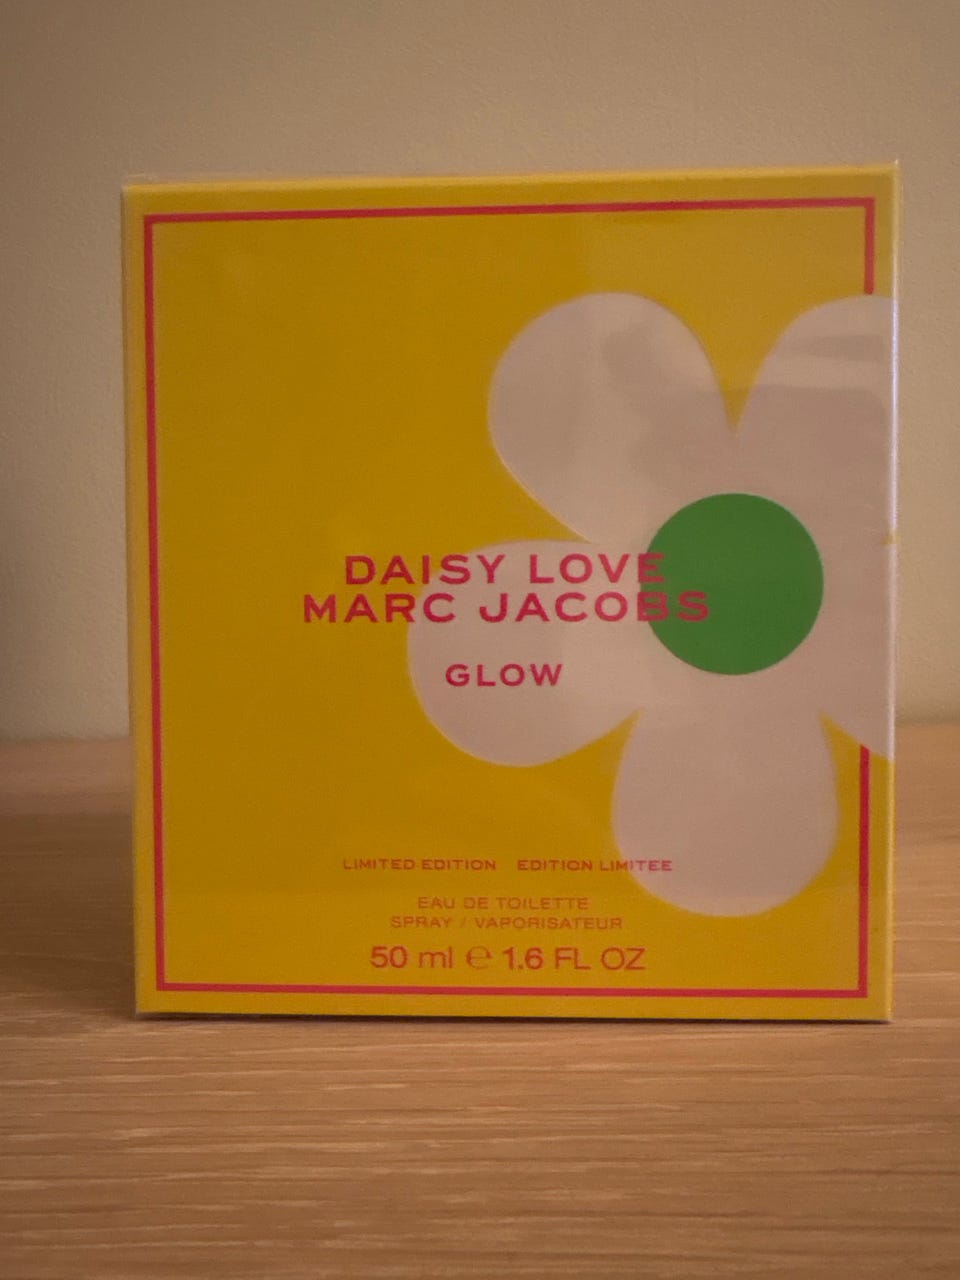 DAISY LOVE
MARC JACOBS
GLOW
LIMITED EDITION EDITION LIMITEE
EAU DE TOILETTE
SPRAY / VAPORISATEUR
50 ml ℮ 1.6 FL OZ